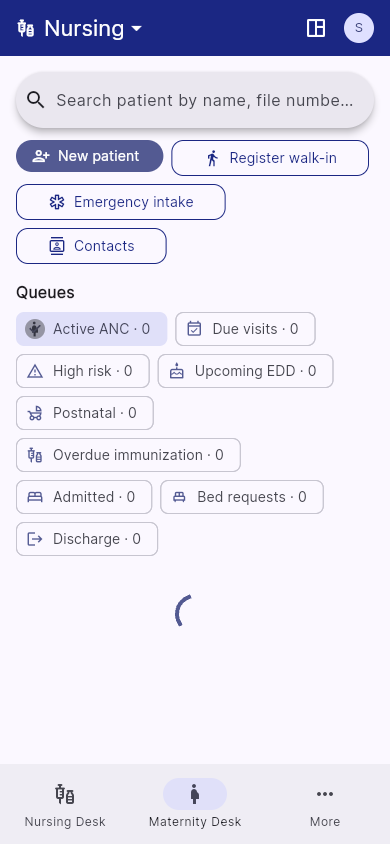 Nursing
S
Search patient by name, file numbe...
New patient
Register walk-in
Emergency intake
Contacts
Queues
Active ANC · 0
Due visits · 0
High risk · 0
Upcoming EDD · 0
Postnatal · 0
Overdue immunization · 0
Admitted · 0
Bed requests · 0
Discharge · 0
Nursing Desk
Maternity Desk
More